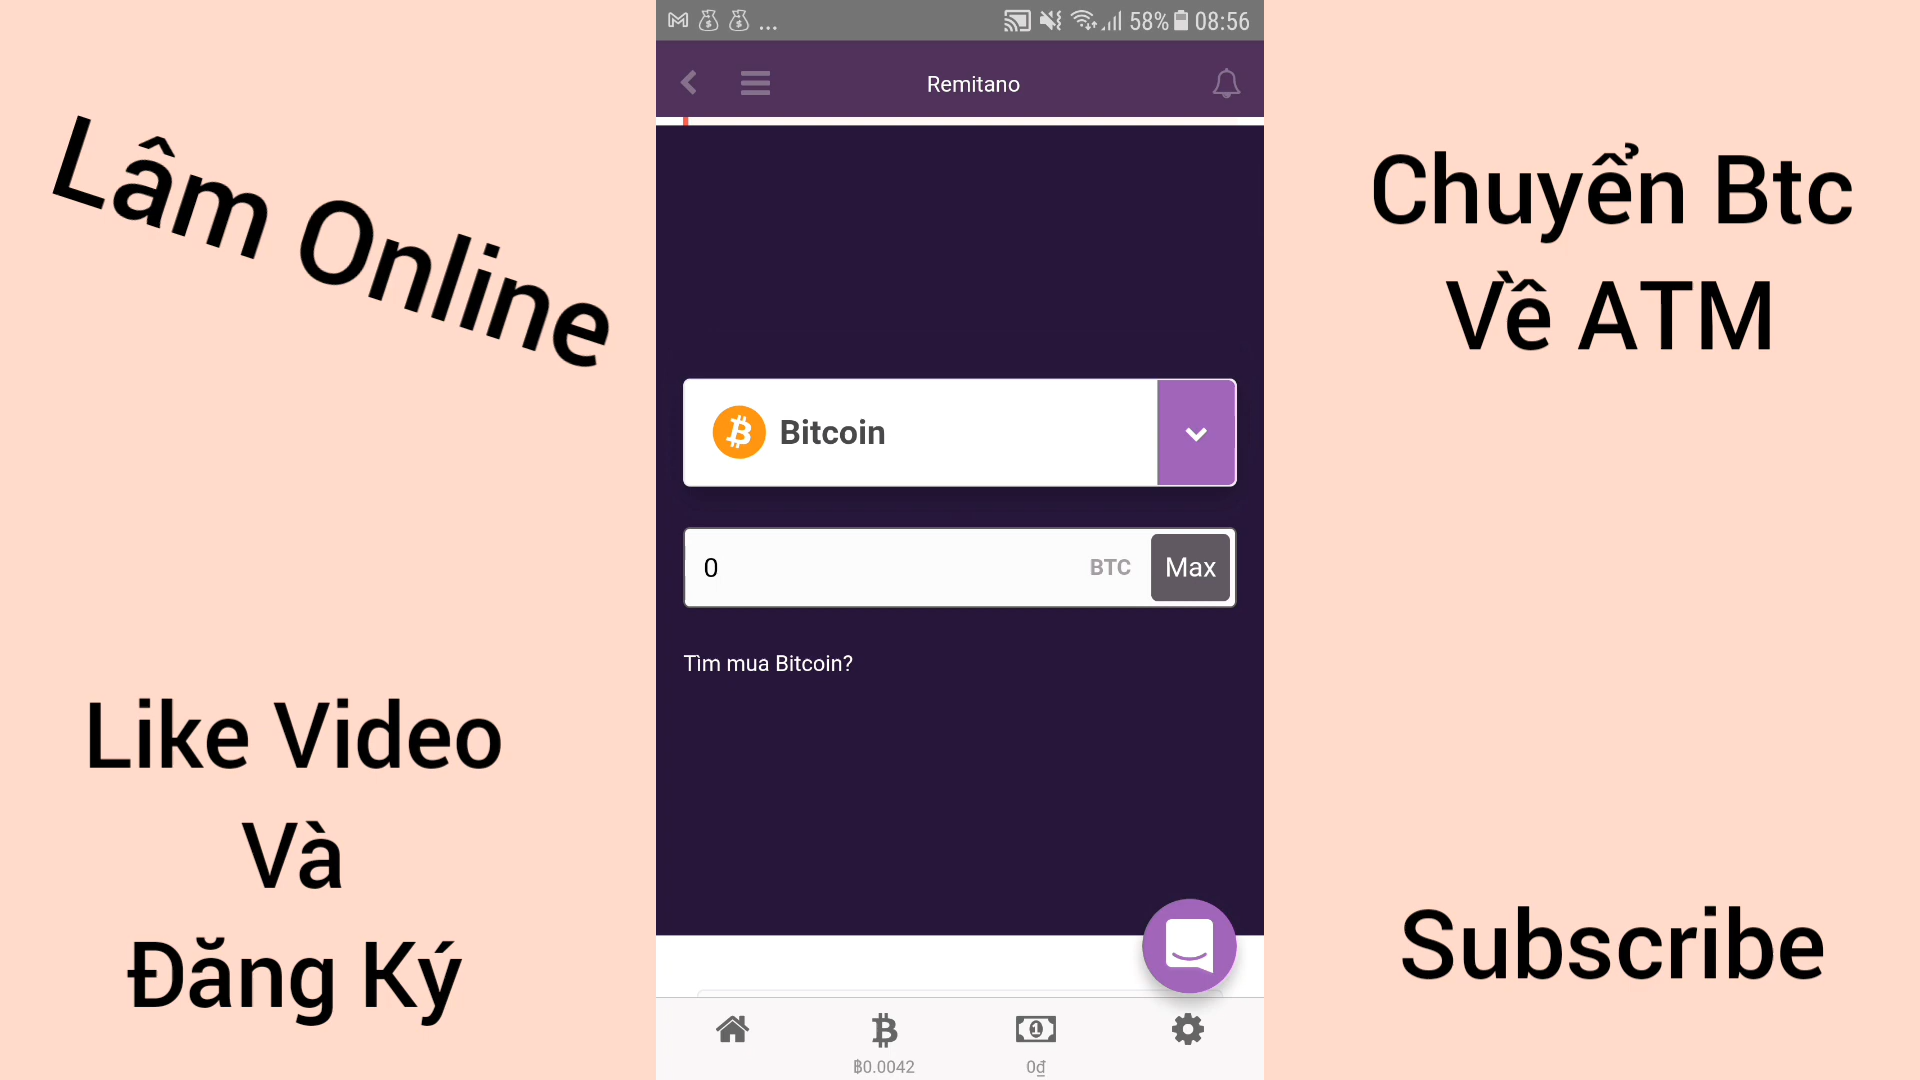 ... 58% 08:56
Remitano
Lâm Online
Chuyển Btc
Về ATM
Bitcoin
0 BTC Max
Tìm mua Bitcoin?
Like Video
Và
Đăng Ký
Subscribe
฿0.0042 0₫